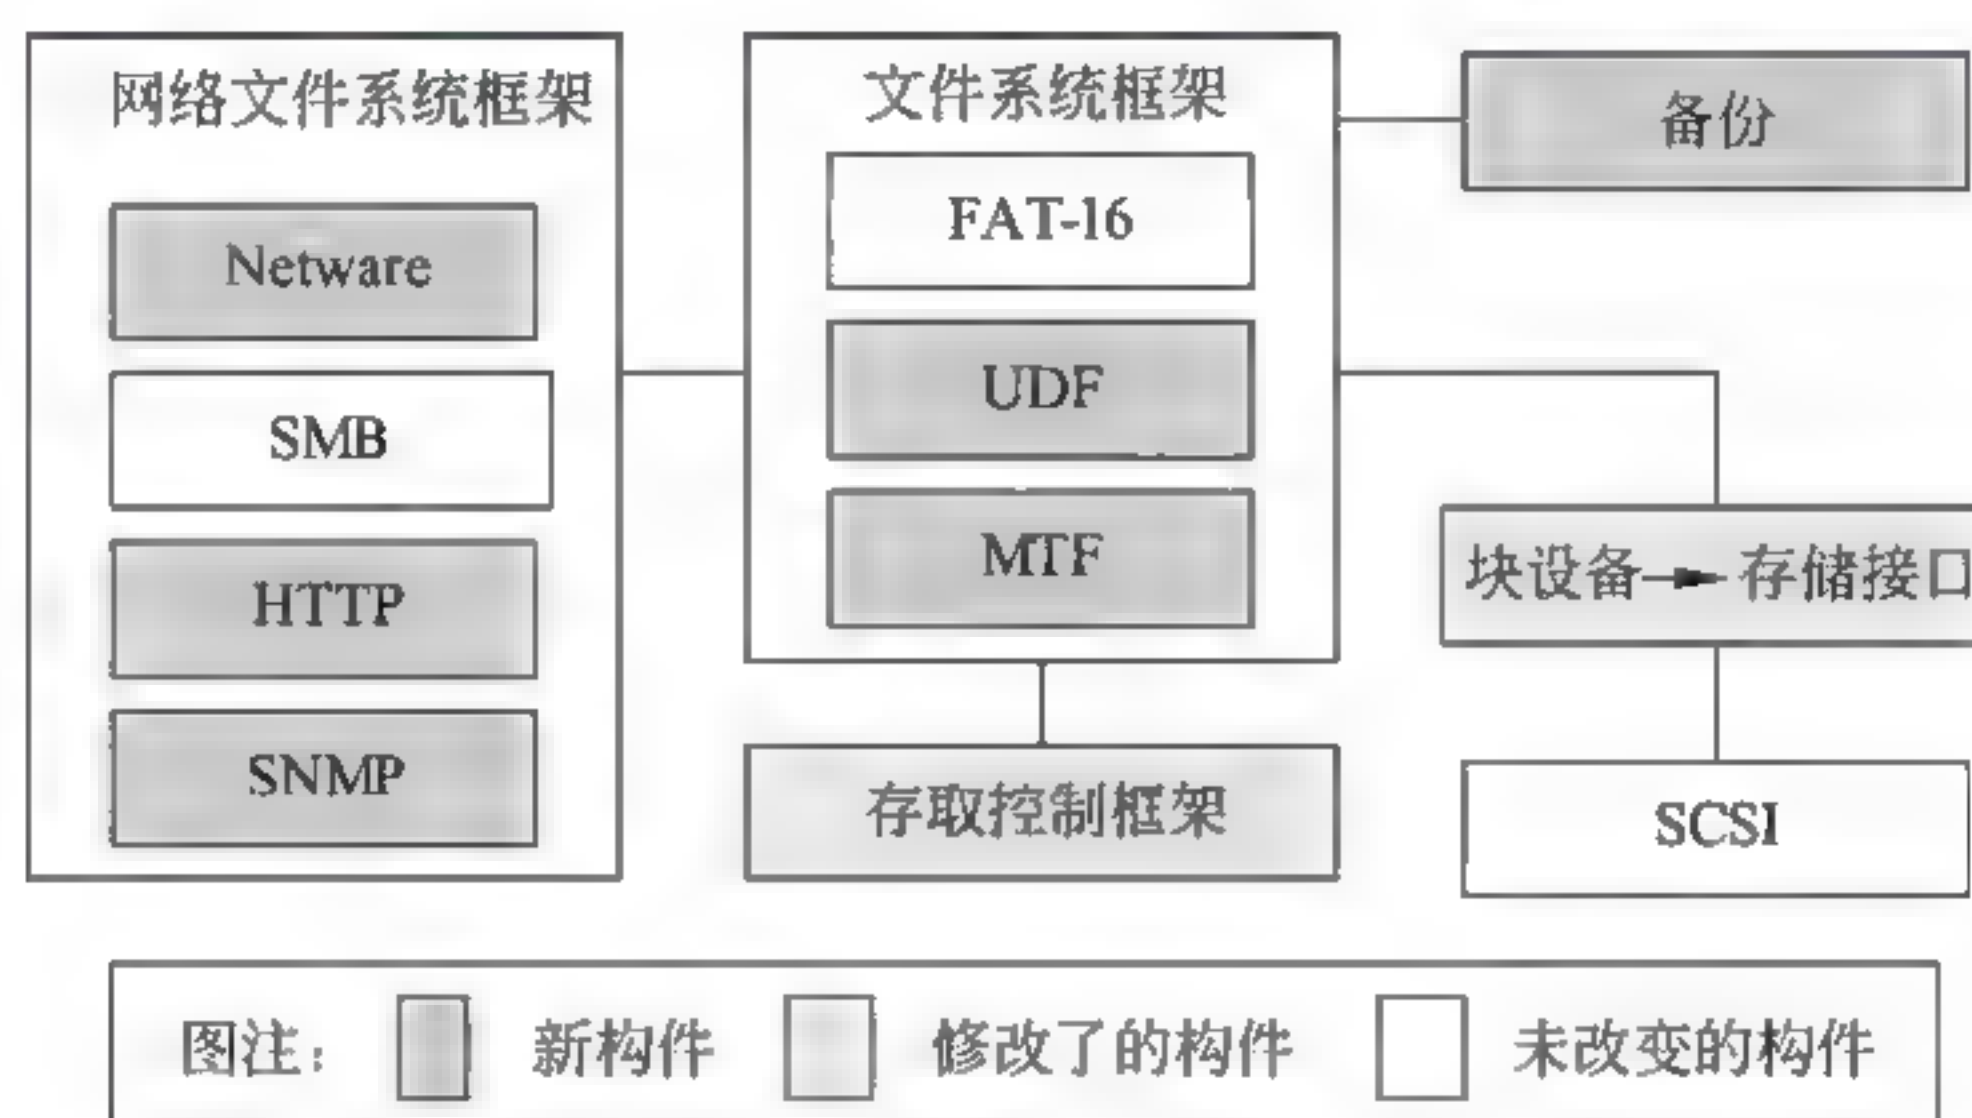 网络文件系统框架
Netware
SMB
HTTP
SNMP
文件系统框架
FAT-16
UDF
MTF
存取控制框架
备份
块设备 存储接口
SCSI
图注： 新构件 修改了的构件 未改变的构件